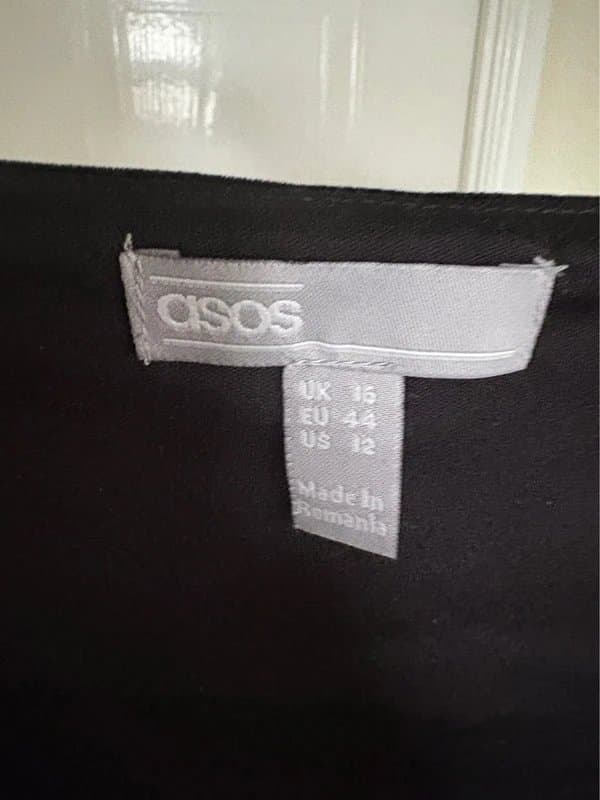 asos
UK 16
EU 44
US 12
Made In
Romania